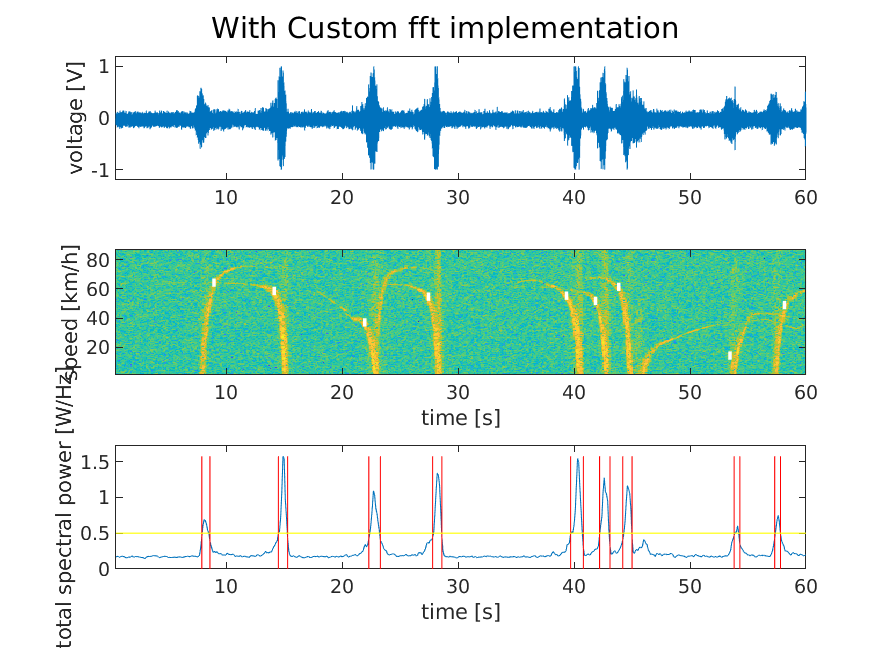 With Custom fft implementation
voltage [V]
1
0
-1
10 20 30 40 50 60
speed [km/h]
80
60
40
20
10 20 30 40 50 60
time [s]
total spectral power [W/Hz]
1.5
1
0.5
0
10 20 30 40 50 60
time [s]